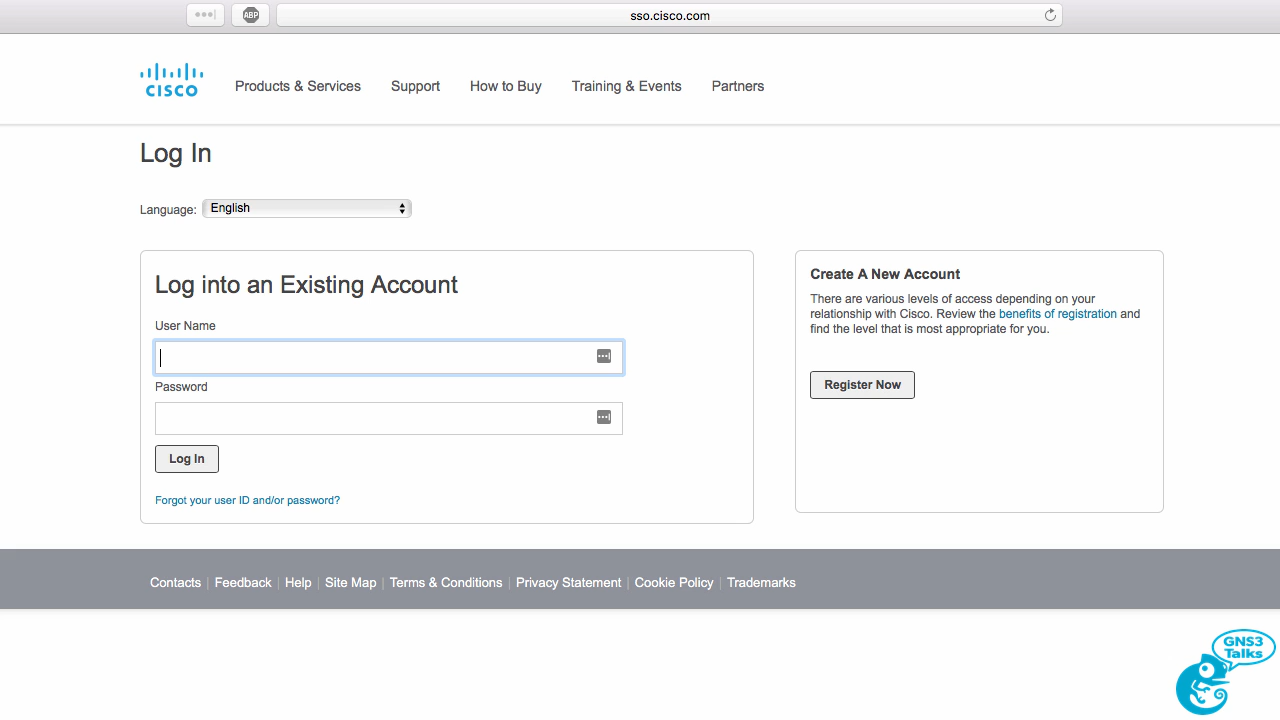 ABP
sso.cisco.com
CISCO
Products & Services
Support
How to Buy
Training & Events
Partners
Log In
Language:
English
Log into an Existing Account
User Name
Password
Log In
Forgot your user ID and/or password?
Create A New Account
There are various levels of access depending on your
relationship with Cisco. Review the benefits of registration and
find the level that is most appropriate for you.
Register Now
Contacts | Feedback | Help | Site Map | Terms & Conditions | Privacy Statement | Cookie Policy | Trademarks
GNS3
Talks